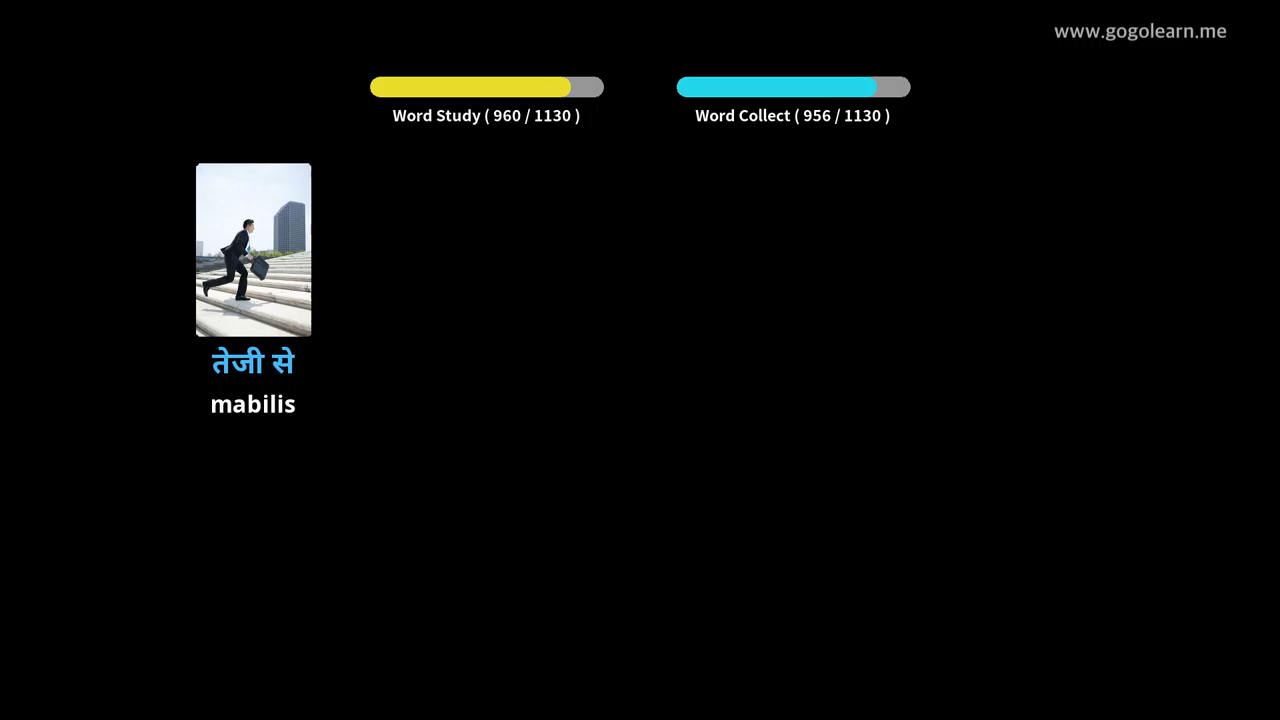 www.gogolearn.me
Word Study ( 960 / 1130 )
Word Collect ( 956 / 1130 )
तेजी से
mabilis